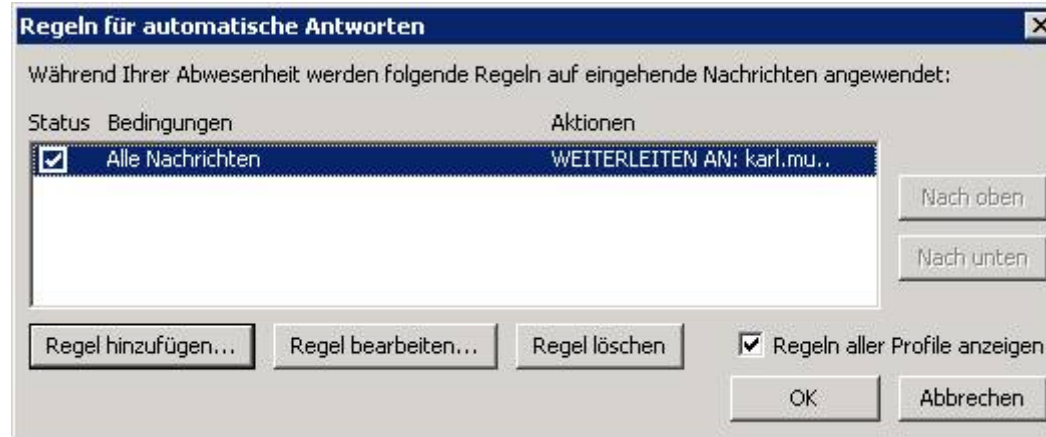 Regeln für automatische Antworten
Während Ihrer Abwesenheit werden folgende Regeln auf eingehende Nachrichten angewendet:
Status Bedingungen Aktionen
Alle Nachrichten WEITERLEITEN AN: karl.mu..
Nach oben
Nach unten
Regel hinzufügen... Regel bearbeiten... Regel löschen Regeln aller Profile anzeigen
OK Abbrechen